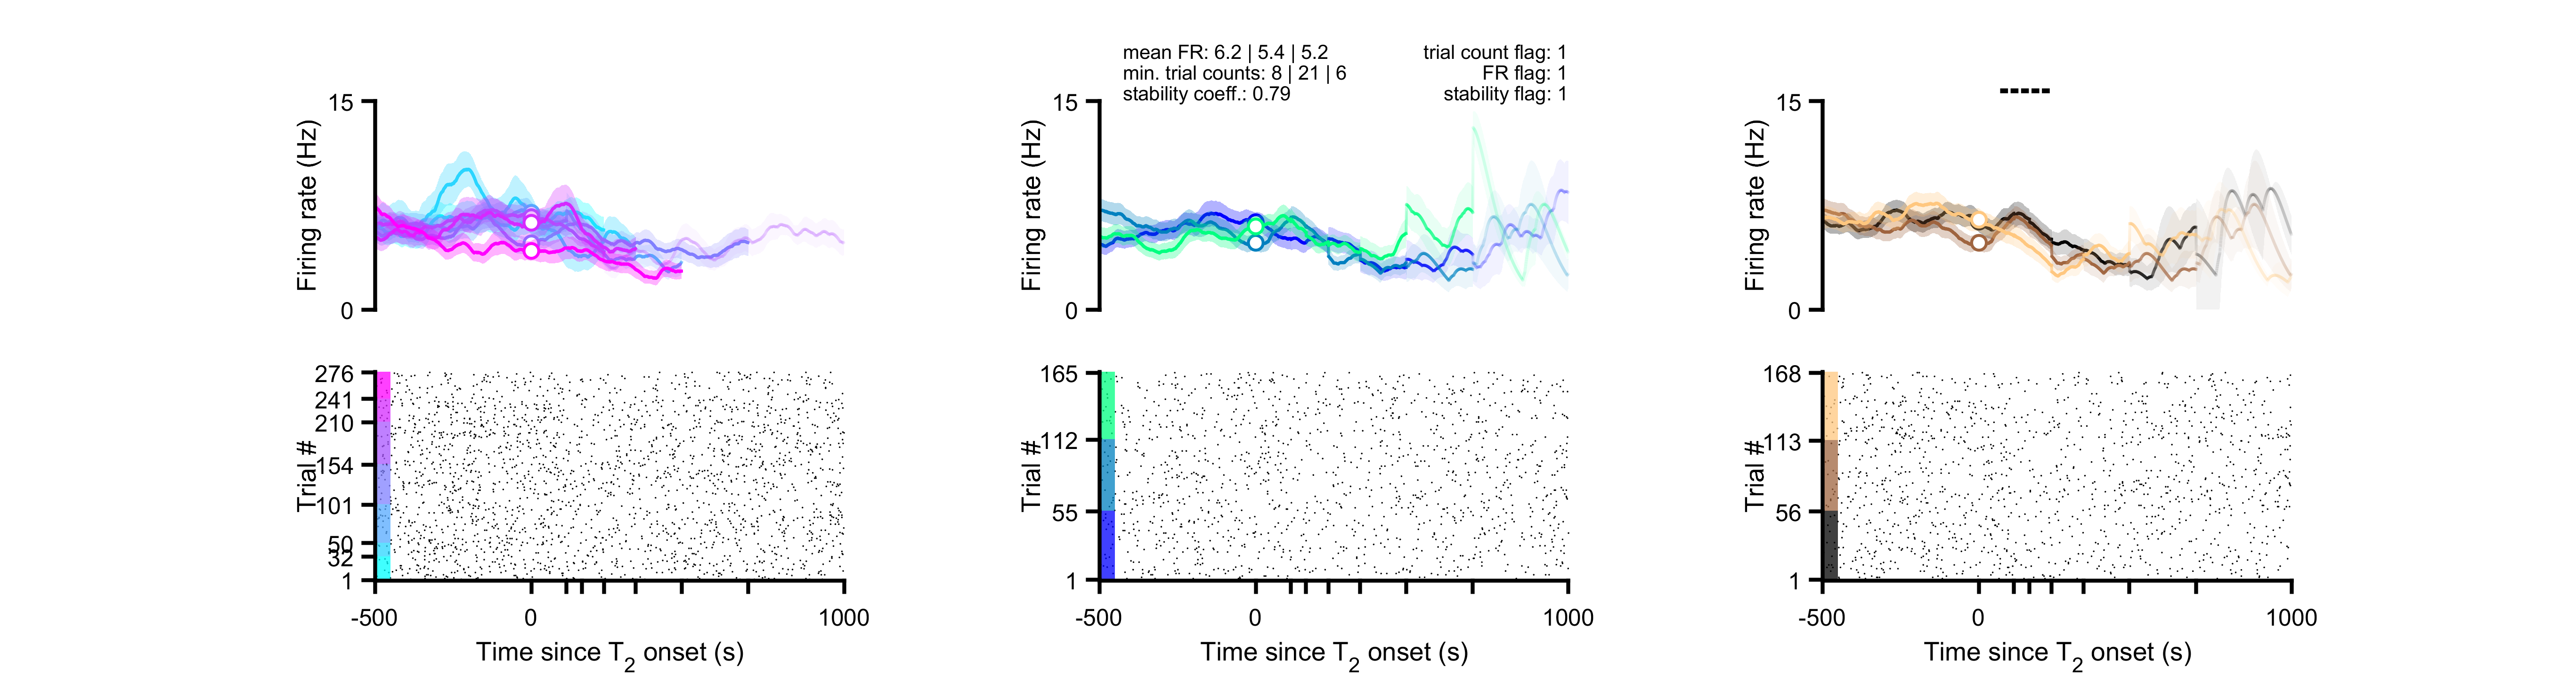 mean FR: 6.2 | 5.4 | 5.2
min. trial counts: 8 | 21 | 6
stability coeff.: 0.79
trial count flag: 1
FR flag: 1
stability flag: 1
15
Firing rate (Hz)
0
276
241
210
154
101
50
32
1
Trial #
-500
0
1000
Time since T2 onset (s)
15
Firing rate (Hz)
0
165
112
55
1
Trial #
-500
0
1000
Time since T2 onset (s)
15
Firing rate (Hz)
0
168
113
56
1
Trial #
-500
0
1000
Time since T2 onset (s)